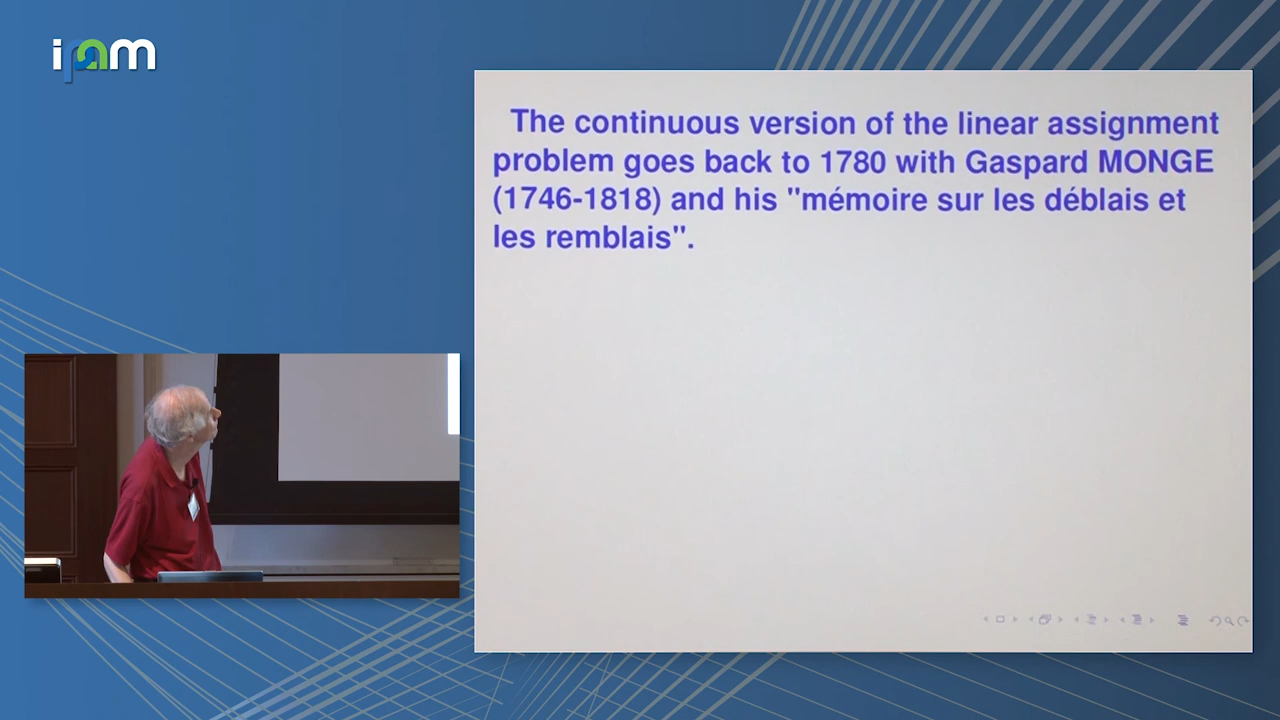 ipam
The continuous version of the linear assignment
problem goes back to 1780 with Gaspard MONGE
(1746-1818) and his "mémoire sur les déblais et
les remblais".